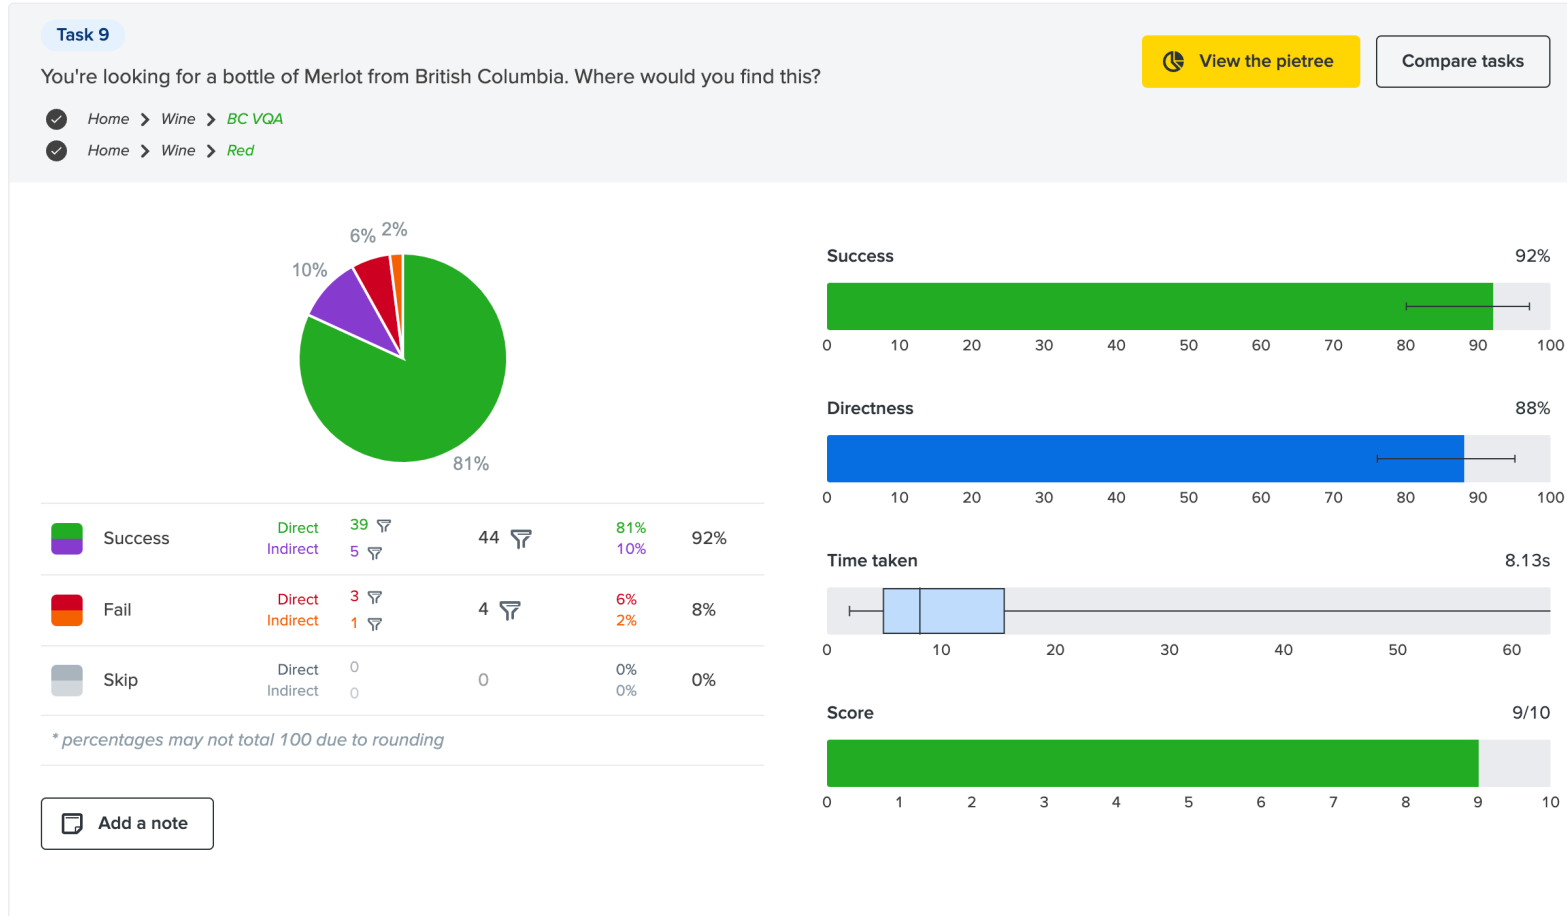 Task 9
You're looking for a bottle of Merlot from British Columbia. Where would you find this?
View the pietree
Compare tasks
Home > Wine > BC VQA
Home > Wine > Red
2%
6%
10%
81%
Success Direct 39 44 81% 92%
Indirect 5 10%
Fail Direct 3 4 6% 8%
Indirect 1 2%
Skip Direct 0 0 0% 0%
Indirect 0 0%
* percentages may not total 100 due to rounding
Add a note
Success 92%
0 10 20 30 40 50 60 70 80 90 100
Directness 88%
0 10 20 30 40 50 60 70 80 90 100
Time taken 8.13s
0 10 20 30 40 50 60
Score 9/10
0 1 2 3 4 5 6 7 8 9 10